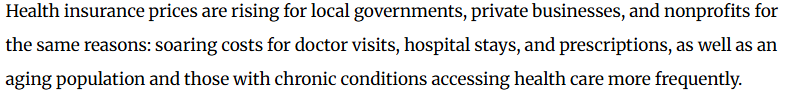 Health insurance prices are rising for local governments, private businesses, and nonprofits for
the same reasons: soaring costs for doctor visits, hospital stays, and prescriptions, as well as an
aging population and those with chronic conditions accessing health care more frequently.